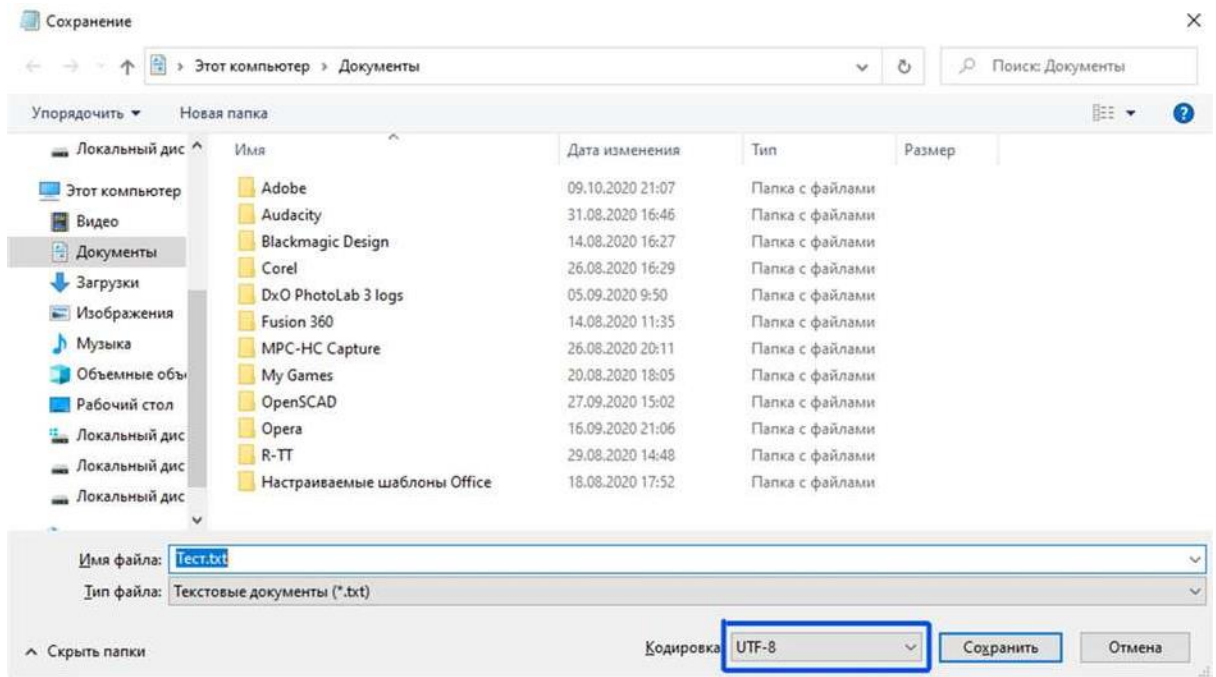 Сохранение
Этот компьютер › Документы
Поиск: Документы
Упорядочить Новая папка
Имя Дата изменения Тип Размер
Локальный дис
Этот компьютер
Видео
Документы
Загрузки
Изображения
Музыка
Объемные объ
Рабочий стол
Локальный дис
Локальный дис
Локальный дис
Adobe 09.10.2020 21:07 Папка с файлами
Audacity 31.08.2020 16:46 Папка с файлами
Blackmagic Design 14.08.2020 16:27 Папка с файлами
Corel 26.08.2020 16:29 Папка с файлами
DxO PhotoLab 3 logs 05.09.2020 9:50 Папка с файлами
Fusion 360 14.08.2020 11:35 Папка с файлами
MPC-HC Capture 26.08.2020 20:11 Папка с файлами
My Games 20.08.2020 18:05 Папка с файлами
OpenSCAD 27.09.2020 15:02 Папка с файлами
Opera 16.09.2020 21:06 Папка с файлами
R-TT 29.08.2020 14:48 Папка с файлами
Настраиваемые шаблоны Office 18.08.2020 17:52 Папка с файлами
Имя файла: Тест.txt
Тип файла: Текстовые документы (*.txt)
Скрыть папки Кодировка UTF-8 Сохранить Отмена